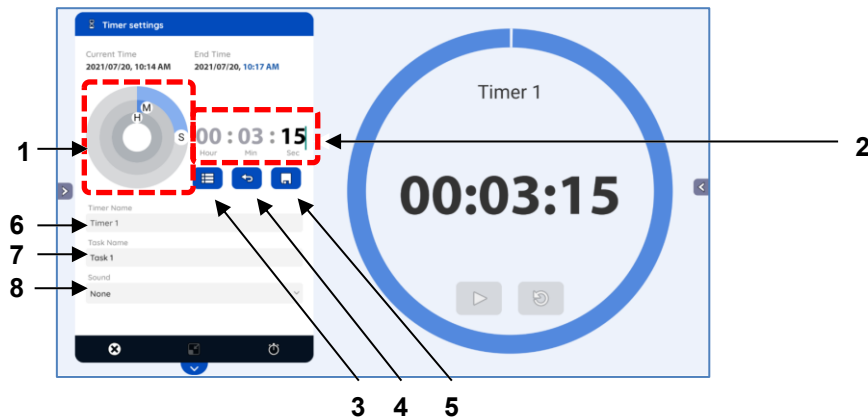 Timer settings
Current Time
End Time
2021/07/20, 10:14 AM
2021/07/20, 10:17 AM
H
M
S
00 : 03 : 15
Hour
Min
Sec
Timer Name
Timer 1
Task Name
Task 1
Sound
None
Timer 1
00:03:15
1
2
6
7
8
3
4
5